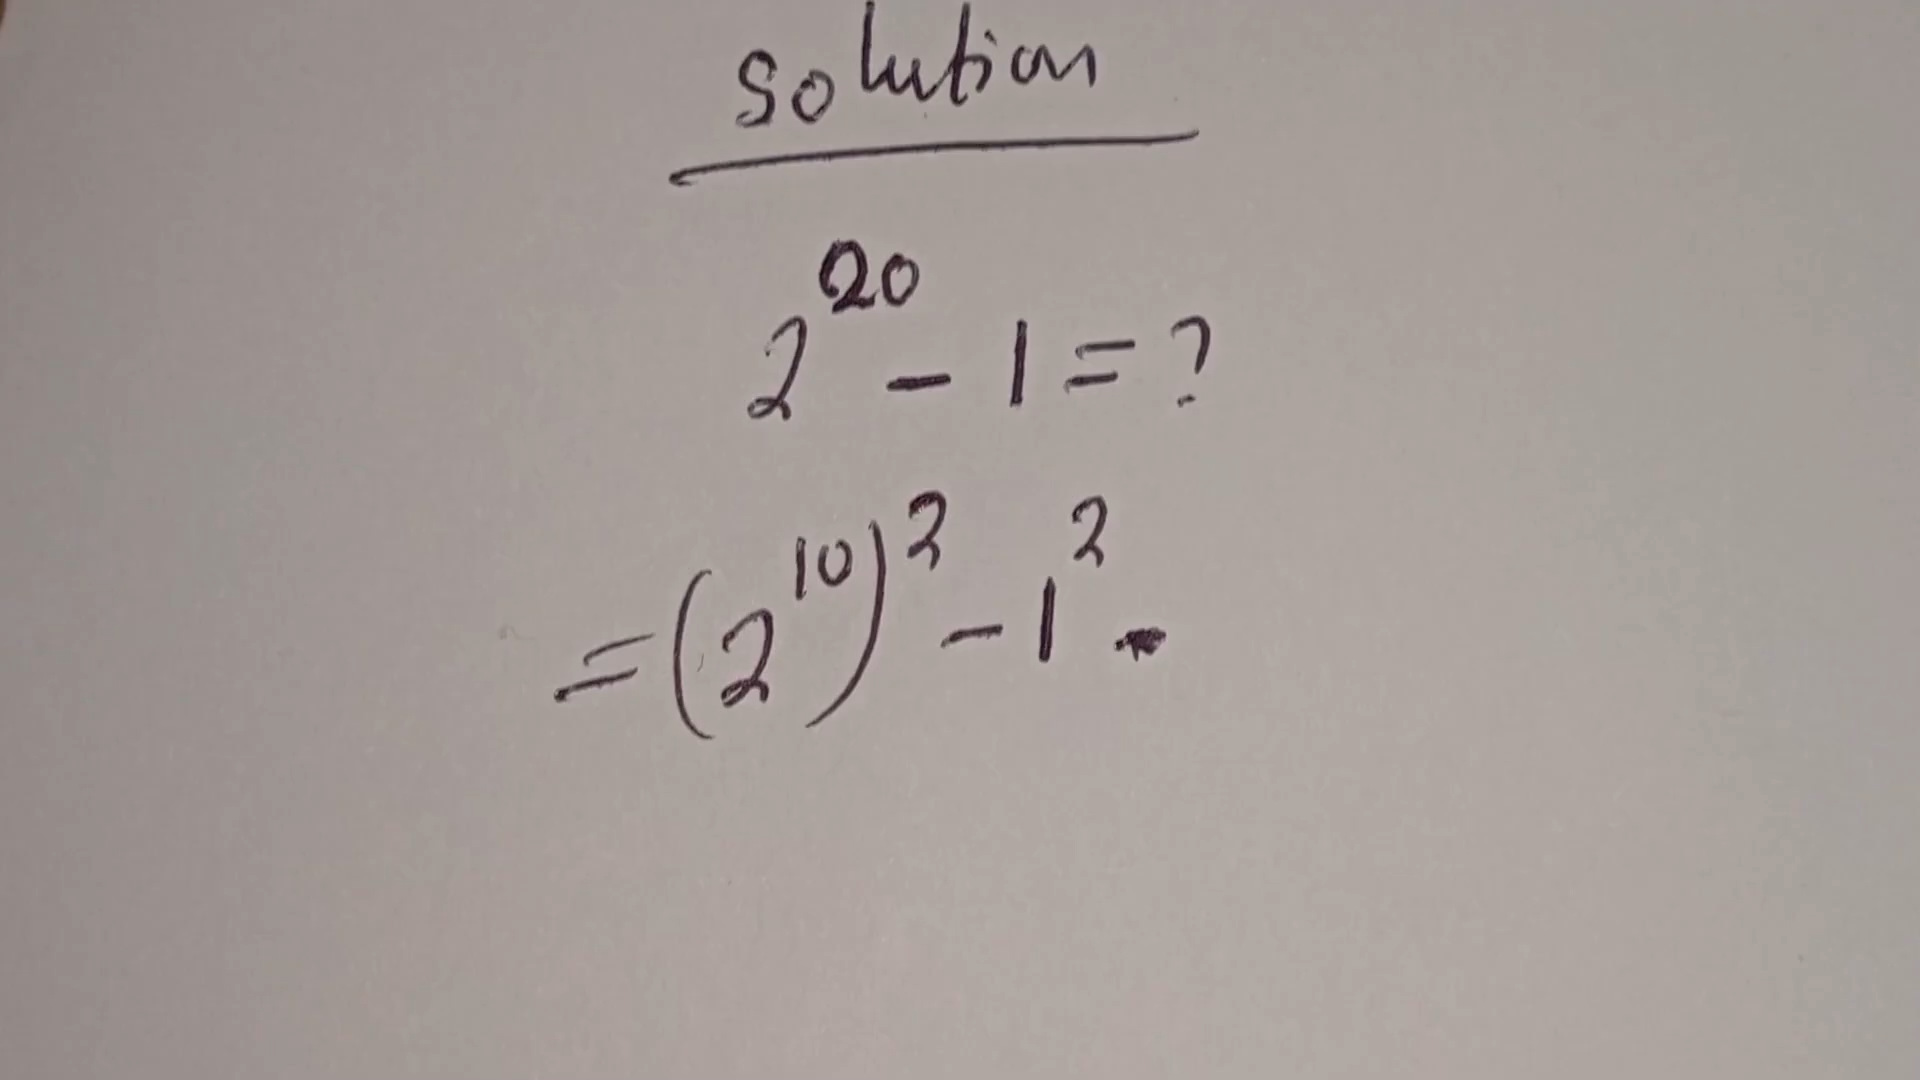 solution
2^20 - 1 = ?
= (2^10)^2 - 1^2 .